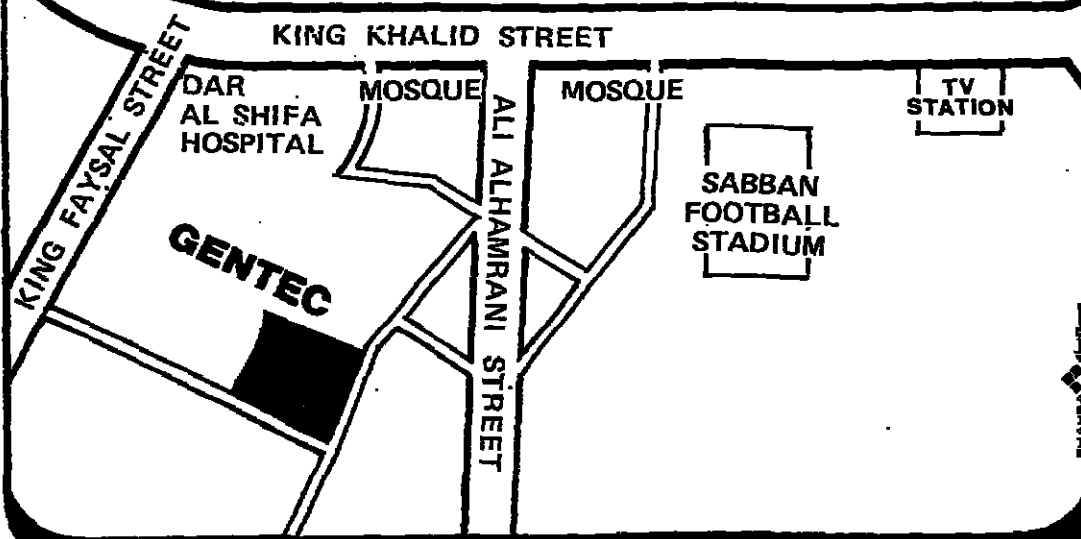 KING KHALID STREET
KING FAYSAL STREET
DAR
AL SHIFA
HOSPITAL
MOSQUE
ALI ALHAMRANI STREET
MOSQUE
TV
STATION
SABBAN
FOOTBALL
STADIUM
GENTEC